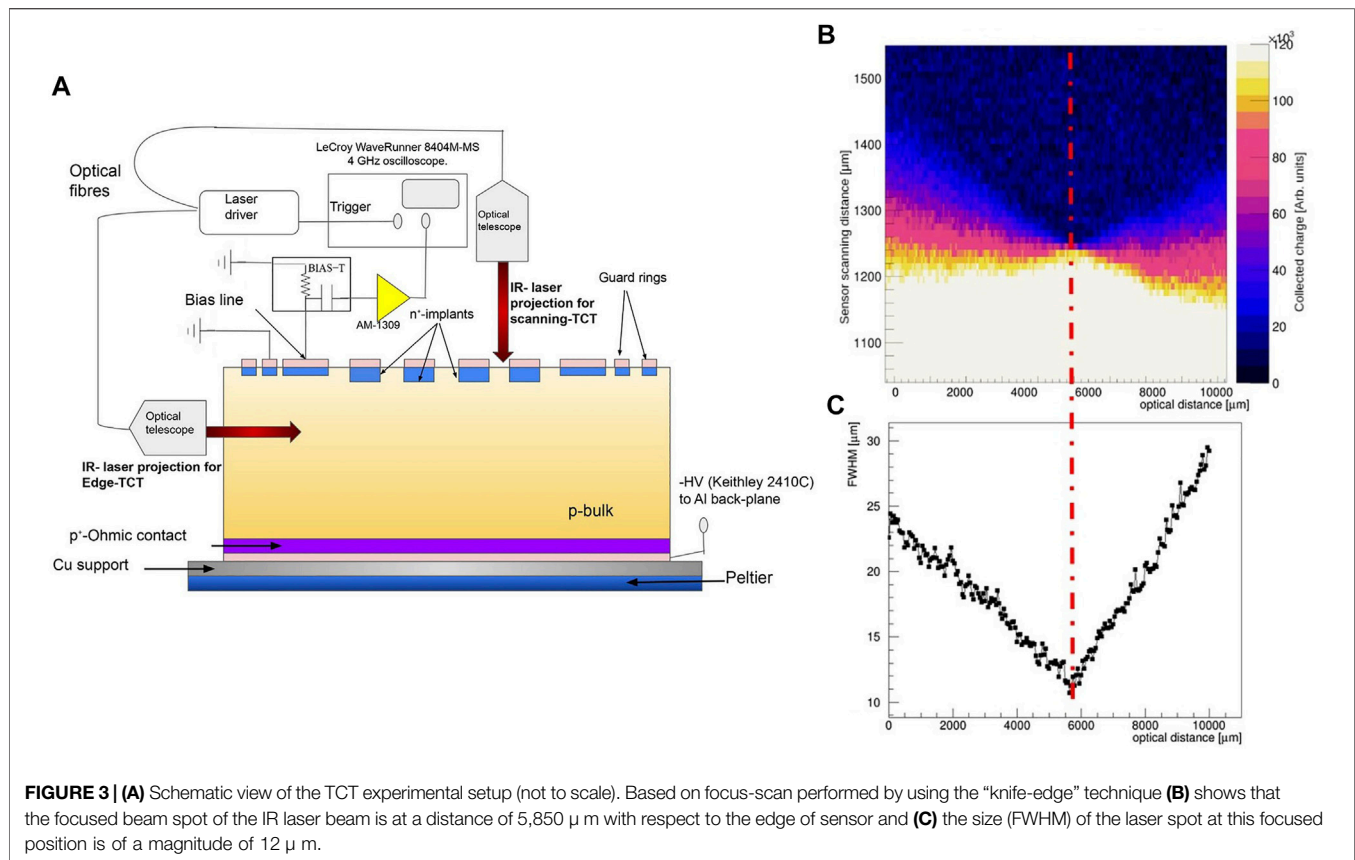 A
LeCroy WaveRunner 8404M-MS
4 GHz oscilloscope.
Optical
fibres
Laser
driver
Trigger
Optical
telescope
BIAS-T
Bias line
AM-1309
n⁺-implants
IR- laser
projection for
scanning-TCT
Guard rings
Optical
telescope
IR- laser projection for
Edge-TCT
-HV (Keithley 2410C)
to Al back-plane
p-bulk
p⁺-Ohmic contact
Cu support
Peltier
B
×10³
Sensor scanning distance [µm]
1500
1400
1300
1200
1100
0 2000 4000 6000 8000 10000
optical distance [µm]
120
100
80
60
40
20
0
Collected charge [Arb. units]
C
FWHM [µm]
30
25
20
15
10
0 2000 4000 6000 8000 10000
optical distance [µm]
FIGURE 3 | (A) Schematic view of the TCT experimental setup (not to scale). Based on focus-scan performed by using the “knife-edge” technique (B) shows that
the focused beam spot of the IR laser beam is at a distance of 5,850 µ m with respect to the edge of sensor and (C) the size (FWHM) of the laser spot at this focused
position is of a magnitude of 12 µ m.